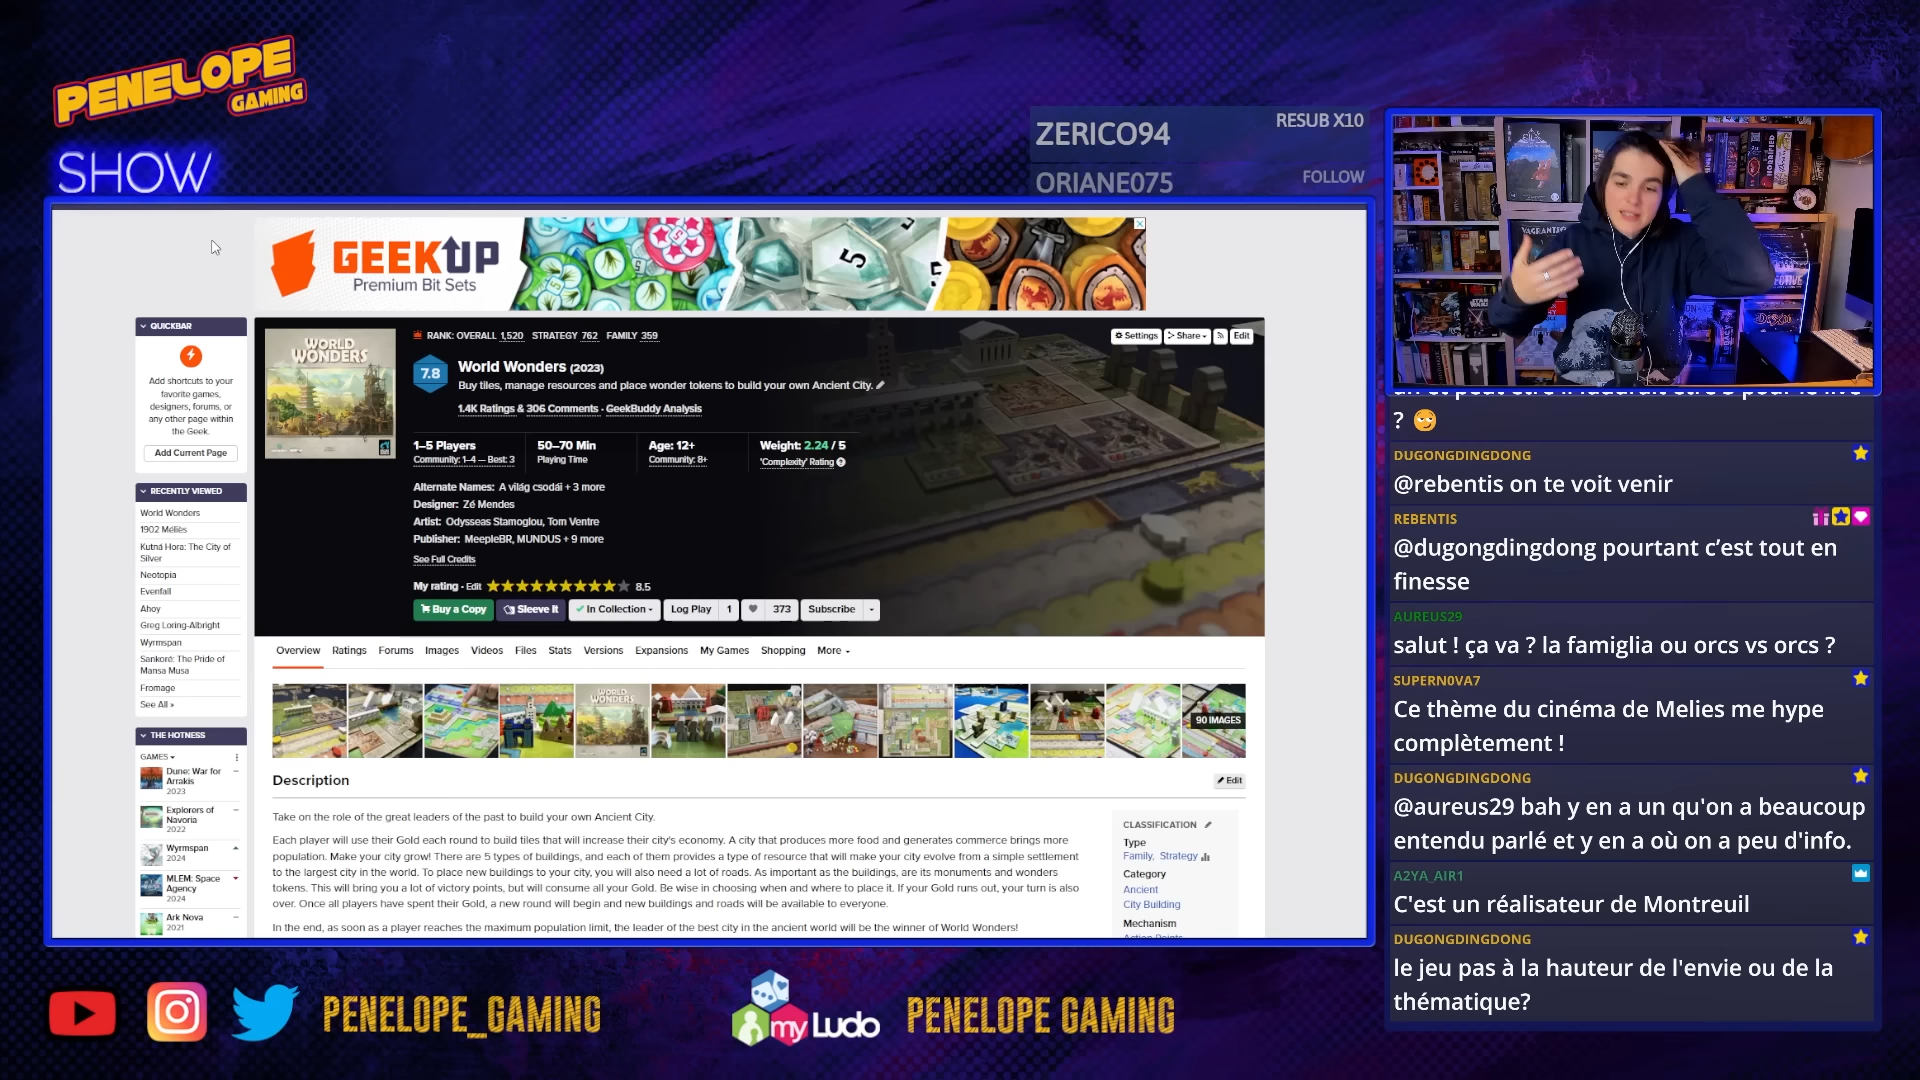 PENELOPE
GAMING
SHOW
ZERICO94
RESUB X10
ORIANE075
FOLLOW
GEEKUP
Premium Bit Sets
QUICKBAR
Add shortcuts to your
favorite games,
designers, forums, or
any other page within
the Geek.
Add Current Page
RECENTLY VIEWED
World Wonders
1902 Méliès
Kutná Hora: The City of
Silver
Neotopia
Evenfall
Ahoy
Greg Loring-Albright
Wyrmspan
Sankoré: The Pride of
Mansa Musa
Fromage
See All »
THE HOTNESS
GAMES
Dune: War for
Arrakis
2023
Explorers of
Navoria
2022
Wyrmspan
2024
MLEM: Space
Agency
2024
Ark Nova
2021
WORLD
WONDERS
RANK: OVERALL 1,520 STRATEGY 762 FAMILY 359
Settings
Share
Edit
7.8
World Wonders (2023)
Buy tiles, manage resources and place wonder tokens to build your own Ancient City.
1.4K Ratings & 306 Comments · GeekBuddy Analysis
1–5 Players
Community: 1–4 — Best: 3
50–70 Min
Playing Time
Age: 12+
Community: 8+
Weight: 2.24 / 5
'Complexity' Rating
Alternate Names: A világ csodái + 3 more
Designer: Zé Mendes
Artist: Odysseas Stamoglou, Tom Ventre
Publisher: MeepleBR, MUNDUS + 9 more
See Full Credits
My rating · Edit
8.5
Buy a Copy
Sleeve It
In Collection
Log Play 1
373
Subscribe
Overview Ratings Forums Images Videos Files Stats Versions Expansions My Games Shopping More
WORLD
WONDERS
90 IMAGES
Description
Edit
Take on the role of the great leaders of the past to build your own Ancient City.
Each player will use their Gold each round to build tiles that will increase their city's economy. A city that produces more food and generates commerce brings more
population. Make your city grow! There are 5 types of buildings, and each of them provides a type of resource that will make your city evolve from a simple settlement
to the largest city in the world. To place new buildings to your city, you will also need a lot of roads. As important as the buildings, are its monuments and wonders
tokens. This will bring you a lot of victory points, but will consume all your Gold. Be wise in choosing when and where to place it. If your Gold runs out, your turn is also
over. Once all players have spent their Gold, a new round will begin and new buildings and roads will be available to everyone.
In the end, as soon as a player reaches the maximum population limit, the leader of the best city in the ancient world will be the winner of World Wonders!
CLASSIFICATION
Type
Family, Strategy
Category
Ancient
City Building
Mechanism
Action Points
? 
DUGONGDINGDONG
@rebentis on te voit venir
REBENTIS
@dugongdingdong pourtant c’est tout en
finesse
AUREUS29
salut ! ça va ? la famiglia ou orcs vs orcs ?
SUPERN0VA7
Ce thème du cinéma de Melies me hype
complètement !
DUGONGDINGDONG
@aureus29 bah y en a un qu'on a beaucoup
entendu parlé et y en a où on a peu d'info.
A2YA_AIR1
C'est un réalisateur de Montreuil
DUGONGDINGDONG
le jeu pas à la hauteur de l'envie ou de la
thématique?
PENELOPE_GAMING
my Ludo
PENELOPE GAMING